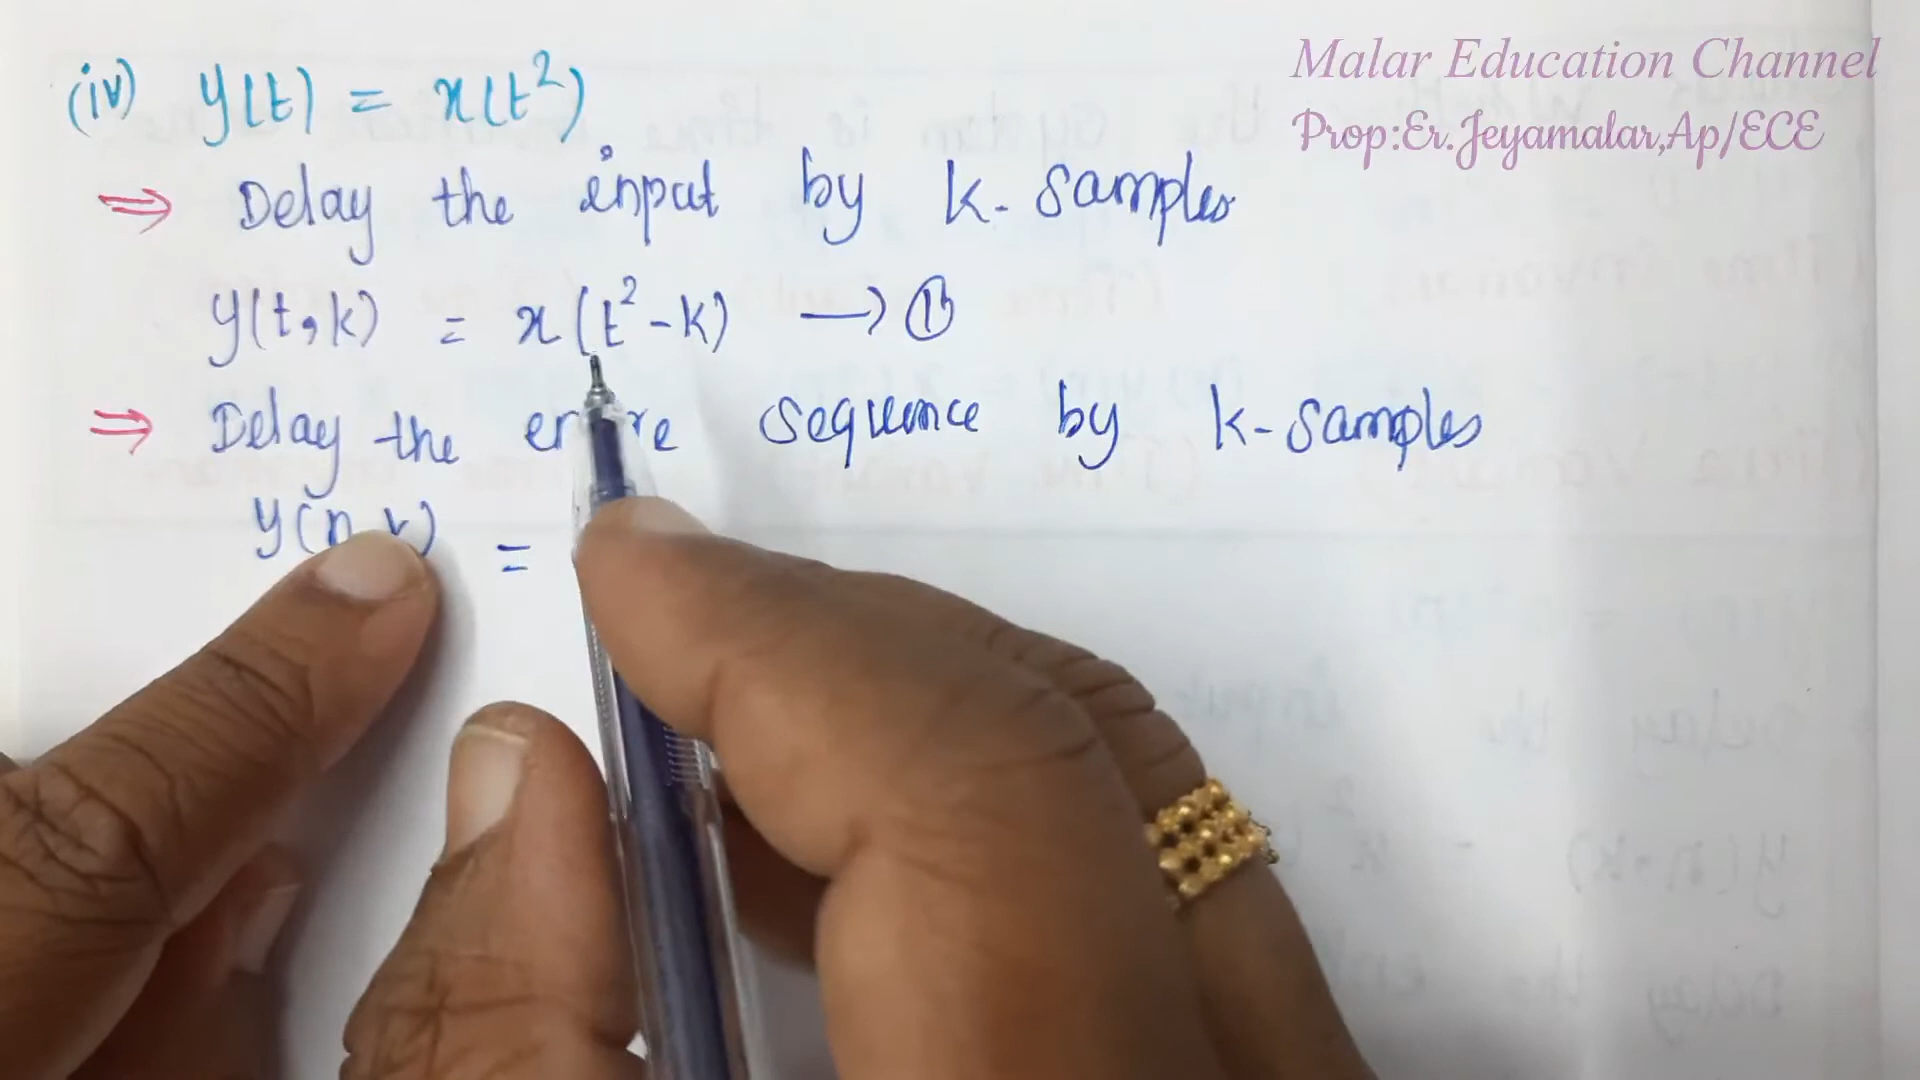 Malar Education Channel
Prop:Er.Jeyamalar,Ap/ECE
(iv) y(t) = x(t²)
⇒ Delay the input by k-samples
y(t,k) = x(t²-k) → ①
⇒ Delay the sequence by k-samples
=